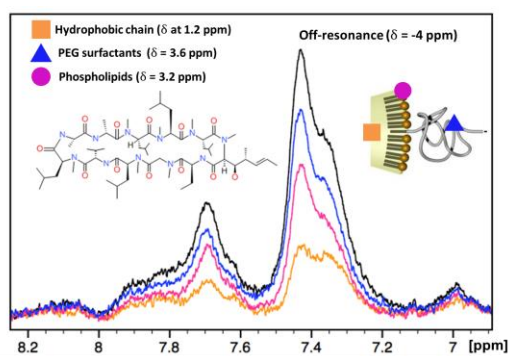 Hydrophobic chain (δ at 1.2 ppm)
PEG surfactants (δ = 3.6 ppm)
Phospholipids (δ = 3.2 ppm)
Off-resonance (δ = -4 ppm)
8.2 8 7.8 7.6 7.4 7.2 7 [ppm]